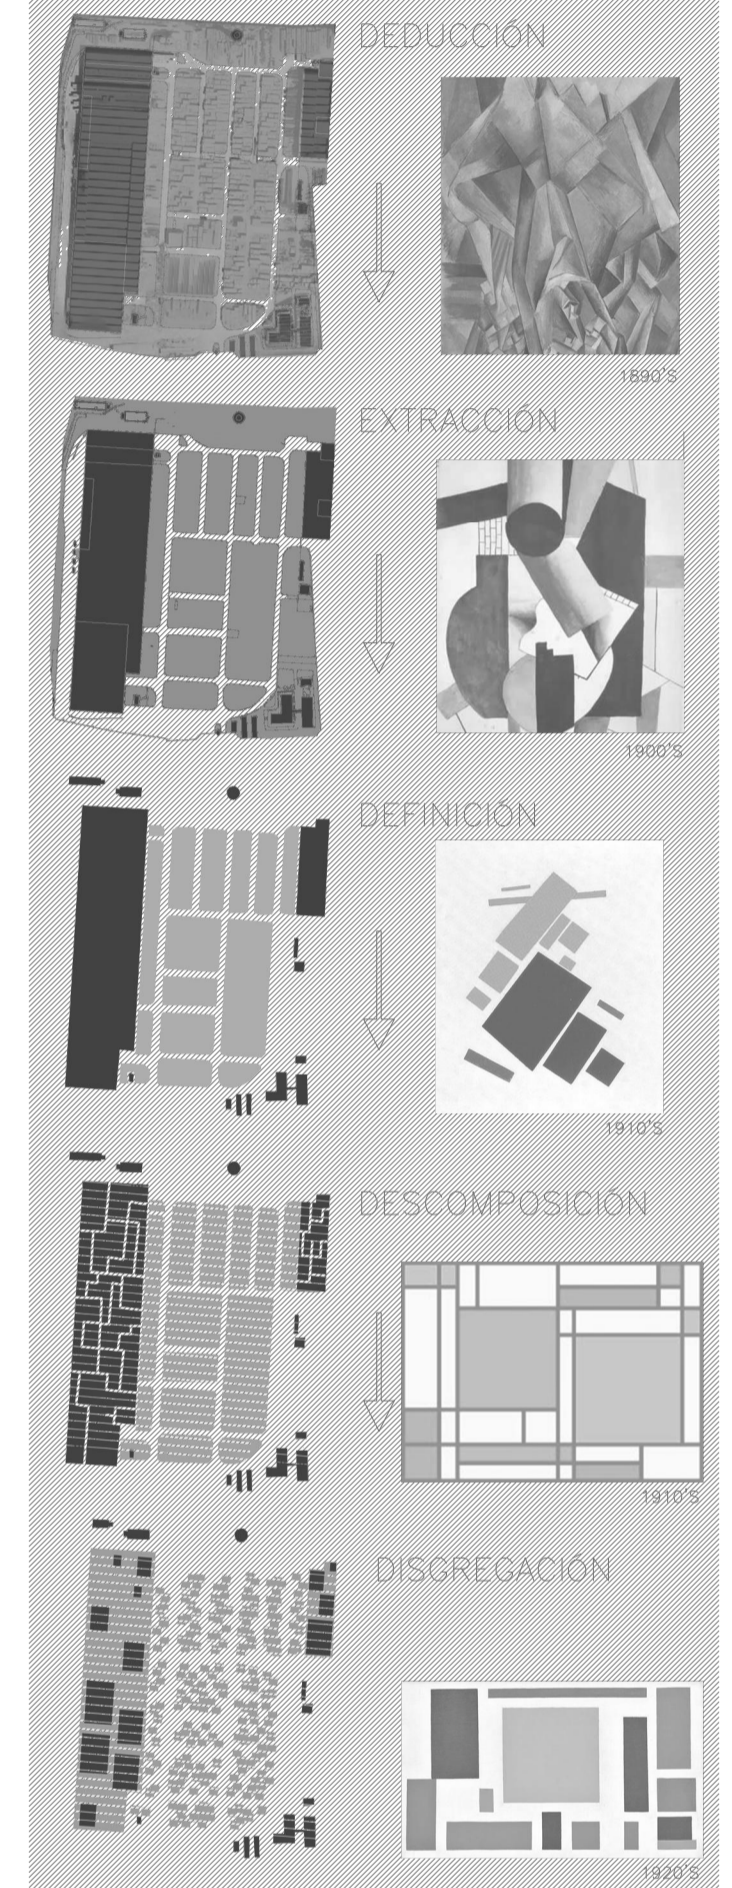 DEDUCCIÓN
1890'S
EXTRACCIÓN
1900'S
DEFINICIÓN
1910'S
DESCOMPOSICIÓN
1910'S
DISGREGACIÓN
1920'S